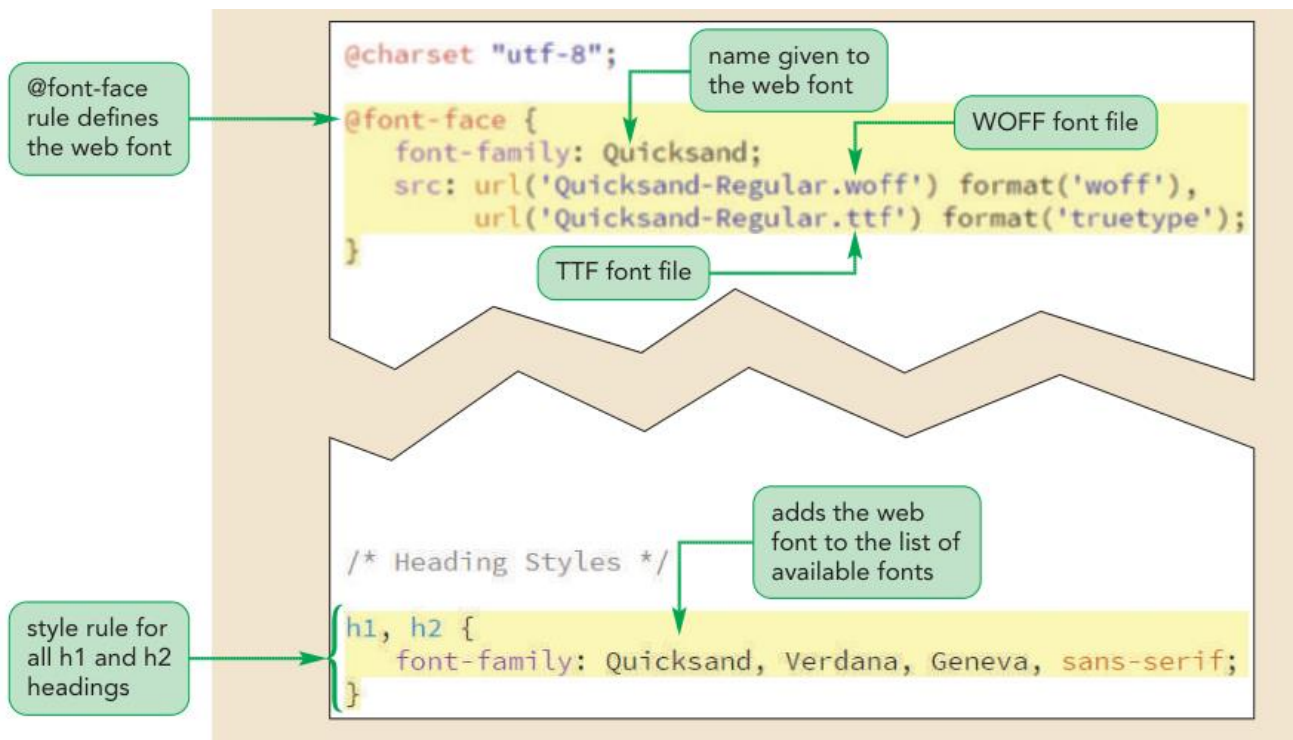 @charset "utf-8";
name given to
the web font
@font-face
rule defines
the web font
@font-face {
font-family: Quicksand;
WOFF font file
src: url('Quicksand-Regular.woff') format('woff'),
url('Quicksand-Regular.ttf') format('truetype');
}
TTF font file
adds the web
font to the list of
available fonts
/* Heading Styles */
style rule for
all h1 and h2
headings
h1, h2 {
font-family: Quicksand, Verdana, Geneva, sans-serif;
}